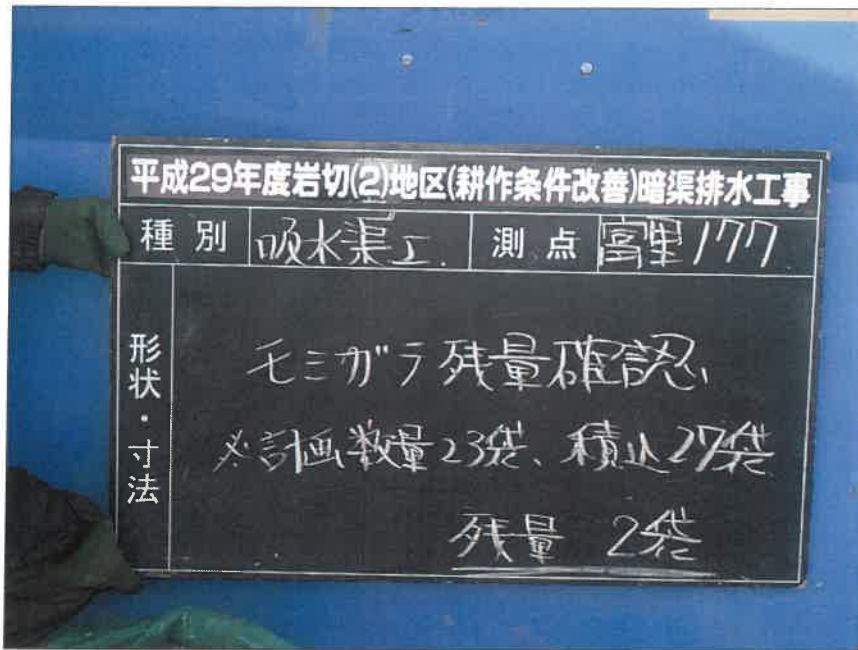 平成29年度岩切(2)地区(耕作条件改善)暗渠排水工事
種別 吸水渠工. 測点 富里177
形状・寸法
モミガラ残量確認、
※計画数量23袋、積込27袋
残量 2袋